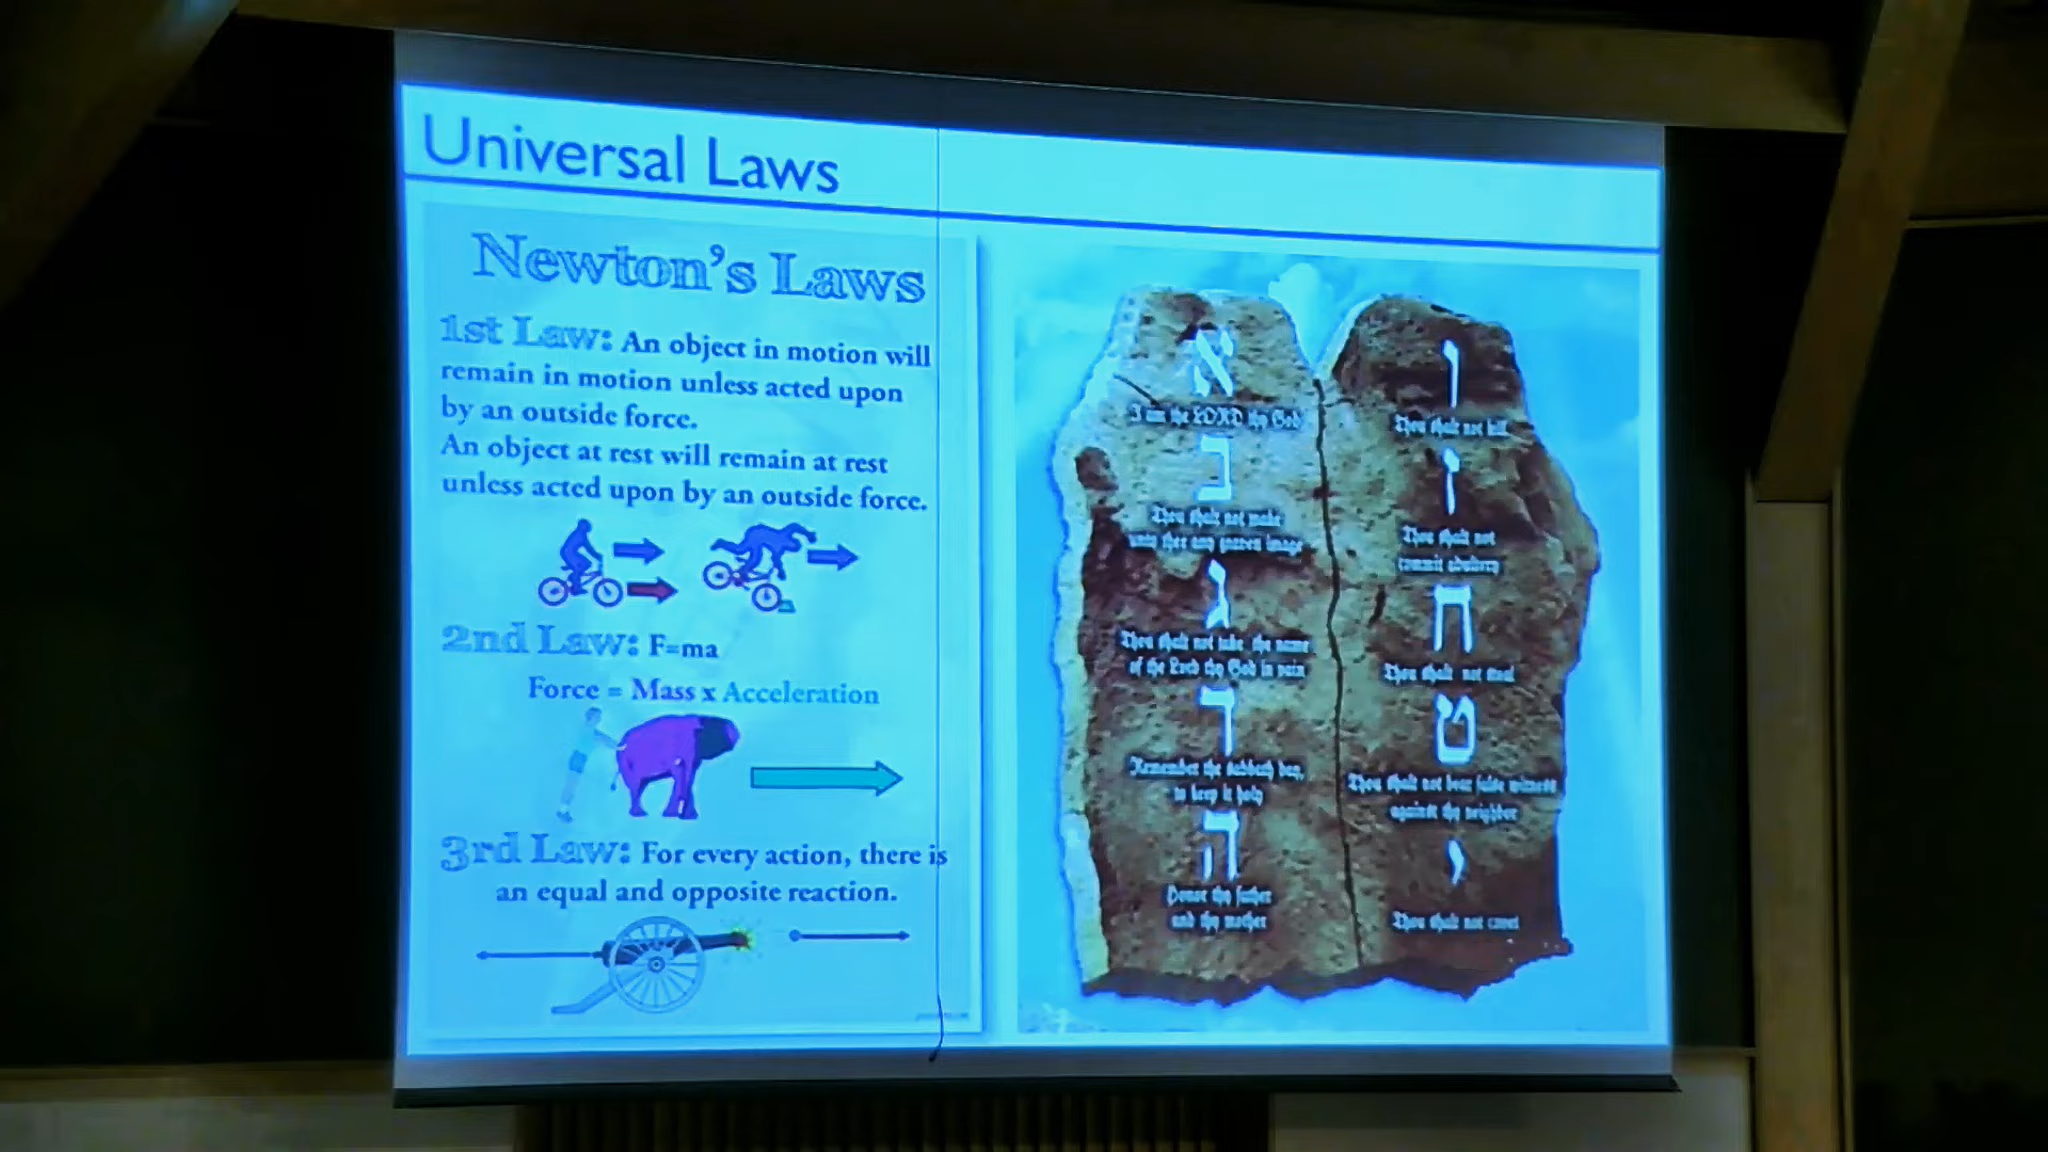 Universal Laws
Newton's Laws
1st Law: An object in motion will
remain in motion unless acted upon
by an outside force.
An object at rest will remain at rest
unless acted upon by an outside force.
2nd Law: F=ma
Force = Mass x Acceleration
3rd Law: For every action, there is
an equal and opposite reaction.
א
I am the LORD thy God
ב
Thou shalt not make
unto thee any graven image
ג
Thou shalt not take the name
of the Lord thy God in vain
ד
Remember the sabbath day,
to keep it holy
ה
Honor thy father
and thy mother
ו
Thou shalt not kill
ז
Thou shalt not
commit adultery
ח
Thou shalt not steal
ט
Thou shalt not bear false witness
against thy neighbor
י
Thou shalt not covet